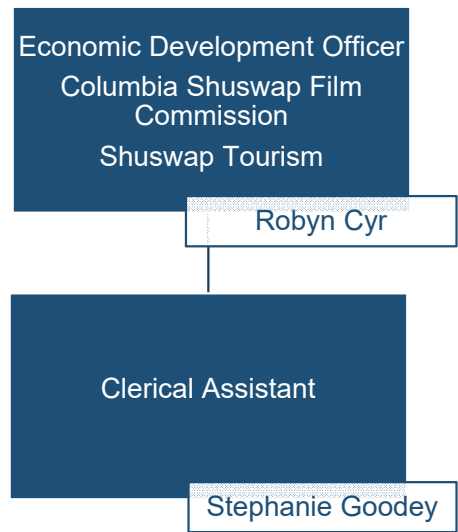 Economic Development Officer
Columbia Shuswap Film
Commission
Shuswap Tourism
Robyn Cyr
Clerical Assistant
Stephanie Goodey